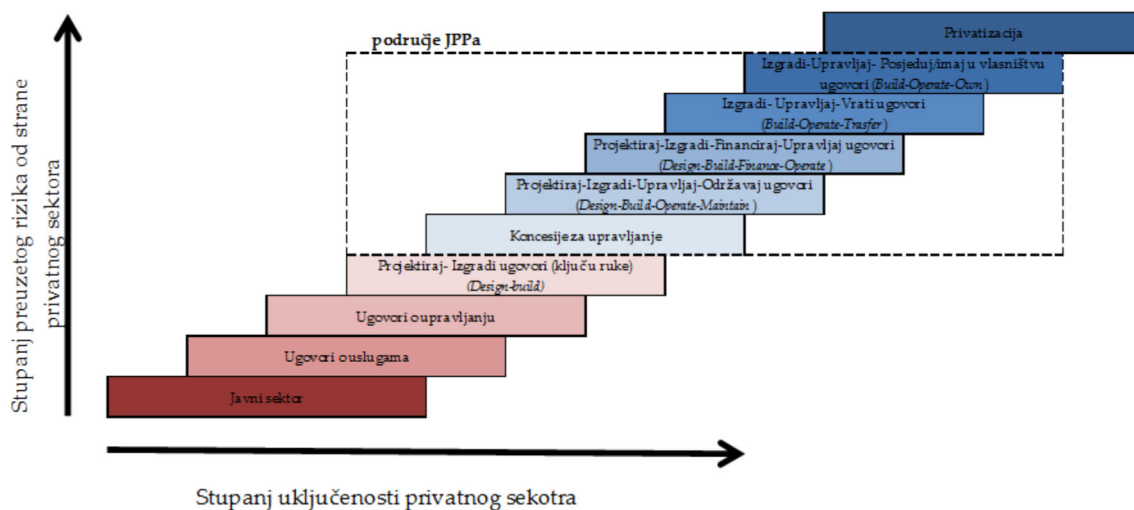 Privatizacija
područje JPPa
Izgradi-Upravljaj- Posjeduj/imaj u vlasništvu
ugovori (Build-Operate-Own )
Izgradi- Upravljaj-Vrati ugovori
(Build-Operate-Trasfer)
Projektiraj-Izgradi-Financiraj-Upravljaj ugovori
(Design-Build-Finance-Operate )
Projektiraj-Izgradi-Upravljaj-Održavaj ugovori
(Design-Build-Operate-Maintain )
Koncesije za upravljanje
Projektiraj- Izgradi ugovori (ključ u ruke)
(Design-build)
Ugovori o upravljanju
Ugovori o uslugama
Javni sektor
Stupanj preuzetog rizika od strane
privatnog sektora
Stupanj uključenosti privatnog sekotra